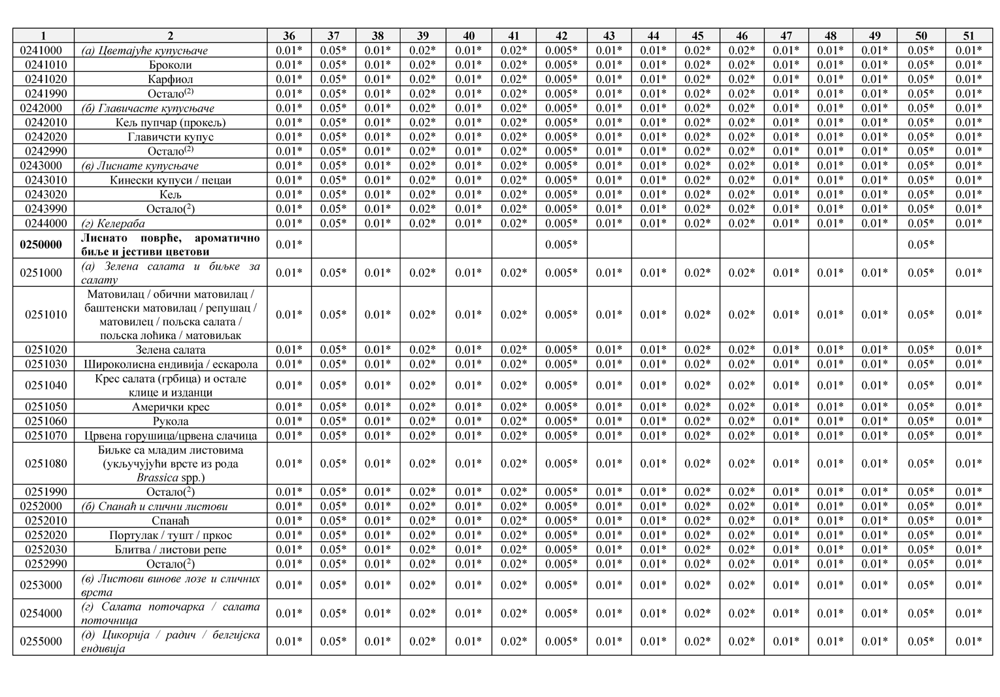 1 2 36 37 38 39 40 41 42 43 44 45 46 47 48 49 50 51
0241000 (а) Цветајуће купусњаче 0.01* 0.05* 0.01* 0.02* 0.01* 0.02* 0.005* 0.01* 0.01* 0.02* 0.02* 0.01* 0.01* 0.01* 0.05* 0.01*
0241010 Броколи 0.01* 0.05* 0.01* 0.02* 0.01* 0.02* 0.005* 0.01* 0.01* 0.02* 0.02* 0.01* 0.01* 0.01* 0.05* 0.01*
0241020 Карфиол 0.01* 0.05* 0.01* 0.02* 0.01* 0.02* 0.005* 0.01* 0.01* 0.02* 0.02* 0.01* 0.01* 0.01* 0.05* 0.01*
0241990 Остало(2) 0.01* 0.05* 0.01* 0.02* 0.01* 0.02* 0.005* 0.01* 0.01* 0.02* 0.02* 0.01* 0.01* 0.01* 0.05* 0.01*
0242000 (б) Главичасте купусњаче 0.01* 0.05* 0.01* 0.02* 0.01* 0.02* 0.005* 0.01* 0.01* 0.02* 0.02* 0.01* 0.01* 0.01* 0.05* 0.01*
0242010 Кељ пупчар (прокељ) 0.01* 0.05* 0.01* 0.02* 0.01* 0.02* 0.005* 0.01* 0.01* 0.02* 0.02* 0.01* 0.01* 0.01* 0.05* 0.01*
0242020 Главичсти купус 0.01* 0.05* 0.01* 0.02* 0.01* 0.02* 0.005* 0.01* 0.01* 0.02* 0.02* 0.01* 0.01* 0.01* 0.05* 0.01*
0242990 Остало(2) 0.01* 0.05* 0.01* 0.02* 0.01* 0.02* 0.005* 0.01* 0.01* 0.02* 0.02* 0.01* 0.01* 0.01* 0.05* 0.01*
0243000 (в) Лиснате купусњаче 0.01* 0.05* 0.01* 0.02* 0.01* 0.02* 0.005* 0.01* 0.01* 0.02* 0.02* 0.01* 0.01* 0.01* 0.05* 0.01*
0243010 Кинески купуси / пецаи 0.01* 0.05* 0.01* 0.02* 0.01* 0.02* 0.005* 0.01* 0.01* 0.02* 0.02* 0.01* 0.01* 0.01* 0.05* 0.01*
0243020 Кељ 0.01* 0.05* 0.01* 0.02* 0.01* 0.02* 0.005* 0.01* 0.01* 0.02* 0.02* 0.01* 0.01* 0.01* 0.05* 0.01*
0243990 Остало(2) 0.01* 0.05* 0.01* 0.02* 0.01* 0.02* 0.005* 0.01* 0.01* 0.02* 0.02* 0.01* 0.01* 0.01* 0.05* 0.01*
0244000 (г) Келераба 0.01* 0.05* 0.01* 0.02* 0.01* 0.02* 0.005* 0.01* 0.01* 0.02* 0.02* 0.01* 0.01* 0.01* 0.05* 0.01*
Лиснато поврће, ароматично
0250000 биље и јестиви цветови 0.01* 0.005* 0.05*
(а) Зелена салата и биљке за
0251000 салату 0.01* 0.05* 0.01* 0.02* 0.01* 0.02* 0.005* 0.01* 0.01* 0.02* 0.02* 0.01* 0.01* 0.01* 0.05* 0.01*
Матовилац / обични матовилац /
баштенски матовилац / репушац /
0251010 матовилец / пољска салата / 0.01* 0.05* 0.01* 0.02* 0.01* 0.02* 0.005* 0.01* 0.01* 0.02* 0.02* 0.01* 0.01* 0.01* 0.05* 0.01*
пољска лоћика / матовиљак
0251020 Зелена салата 0.01* 0.05* 0.01* 0.02* 0.01* 0.02* 0.005* 0.01* 0.01* 0.02* 0.02* 0.01* 0.01* 0.01* 0.05* 0.01*
0251030 Широколисна ендивија / ескарола 0.01* 0.05* 0.01* 0.02* 0.01* 0.02* 0.005* 0.01* 0.01* 0.02* 0.02* 0.01* 0.01* 0.01* 0.05* 0.01*
Крес салата (грбица) и остале
0251040 клице и изданци 0.01* 0.05* 0.01* 0.02* 0.01* 0.02* 0.005* 0.01* 0.01* 0.02* 0.02* 0.01* 0.01* 0.01* 0.05* 0.01*
0251050 Амерички крес 0.01* 0.05* 0.01* 0.02* 0.01* 0.02* 0.005* 0.01* 0.01* 0.02* 0.02* 0.01* 0.01* 0.01* 0.05* 0.01*
0251060 Рукола 0.01* 0.05* 0.01* 0.02* 0.01* 0.02* 0.005* 0.01* 0.01* 0.02* 0.02* 0.01* 0.01* 0.01* 0.05* 0.01*
0251070 Црвена горушица/црвена слачица 0.01* 0.05* 0.01* 0.02* 0.01* 0.02* 0.005* 0.01* 0.01* 0.02* 0.02* 0.01* 0.01* 0.01* 0.05* 0.01*
Биљке са младим листовима
0251080 (укључујући врсте из рода 0.01* 0.05* 0.01* 0.02* 0.01* 0.02* 0.005* 0.01* 0.01* 0.02* 0.02* 0.01* 0.01* 0.01* 0.05* 0.01*
Brassica spp.)
0251990 Остало(2) 0.01* 0.05* 0.01* 0.02* 0.01* 0.02* 0.005* 0.01* 0.01* 0.02* 0.02* 0.01* 0.01* 0.01* 0.05* 0.01*
0252000 (б) Спанаћ и слични листови 0.01* 0.05* 0.01* 0.02* 0.01* 0.02* 0.005* 0.01* 0.01* 0.02* 0.02* 0.01* 0.01* 0.01* 0.05* 0.01*
0252010 Спанаћ 0.01* 0.05* 0.01* 0.02* 0.01* 0.02* 0.005* 0.01* 0.01* 0.02* 0.02* 0.01* 0.01* 0.01* 0.05* 0.01*
0252020 Портулак / тушт / пркос 0.01* 0.05* 0.01* 0.02* 0.01* 0.02* 0.005* 0.01* 0.01* 0.02* 0.02* 0.01* 0.01* 0.01* 0.05* 0.01*
0252030 Блитва / листови репе 0.01* 0.05* 0.01* 0.02* 0.01* 0.02* 0.005* 0.01* 0.01* 0.02* 0.02* 0.01* 0.01* 0.01* 0.05* 0.01*
0252990 Остало(2) 0.01* 0.05* 0.01* 0.02* 0.01* 0.02* 0.005* 0.01* 0.01* 0.02* 0.02* 0.01* 0.01* 0.01* 0.05* 0.01*
(в) Листови винове лозе и сличних
0253000 врста 0.01* 0.05* 0.01* 0.02* 0.01* 0.02* 0.005* 0.01* 0.01* 0.02* 0.02* 0.01* 0.01* 0.01* 0.05* 0.01*
(г) Салата поточарка / салата
0254000 поточница 0.01* 0.05* 0.01* 0.02* 0.01* 0.02* 0.005* 0.01* 0.01* 0.02* 0.02* 0.01* 0.01* 0.01* 0.05* 0.01*
(д) Цикорија / радич / белгијска
0255000 ендивија 0.01* 0.05* 0.01* 0.02* 0.01* 0.02* 0.005* 0.01* 0.01* 0.02* 0.02* 0.01* 0.01* 0.01* 0.05* 0.01*